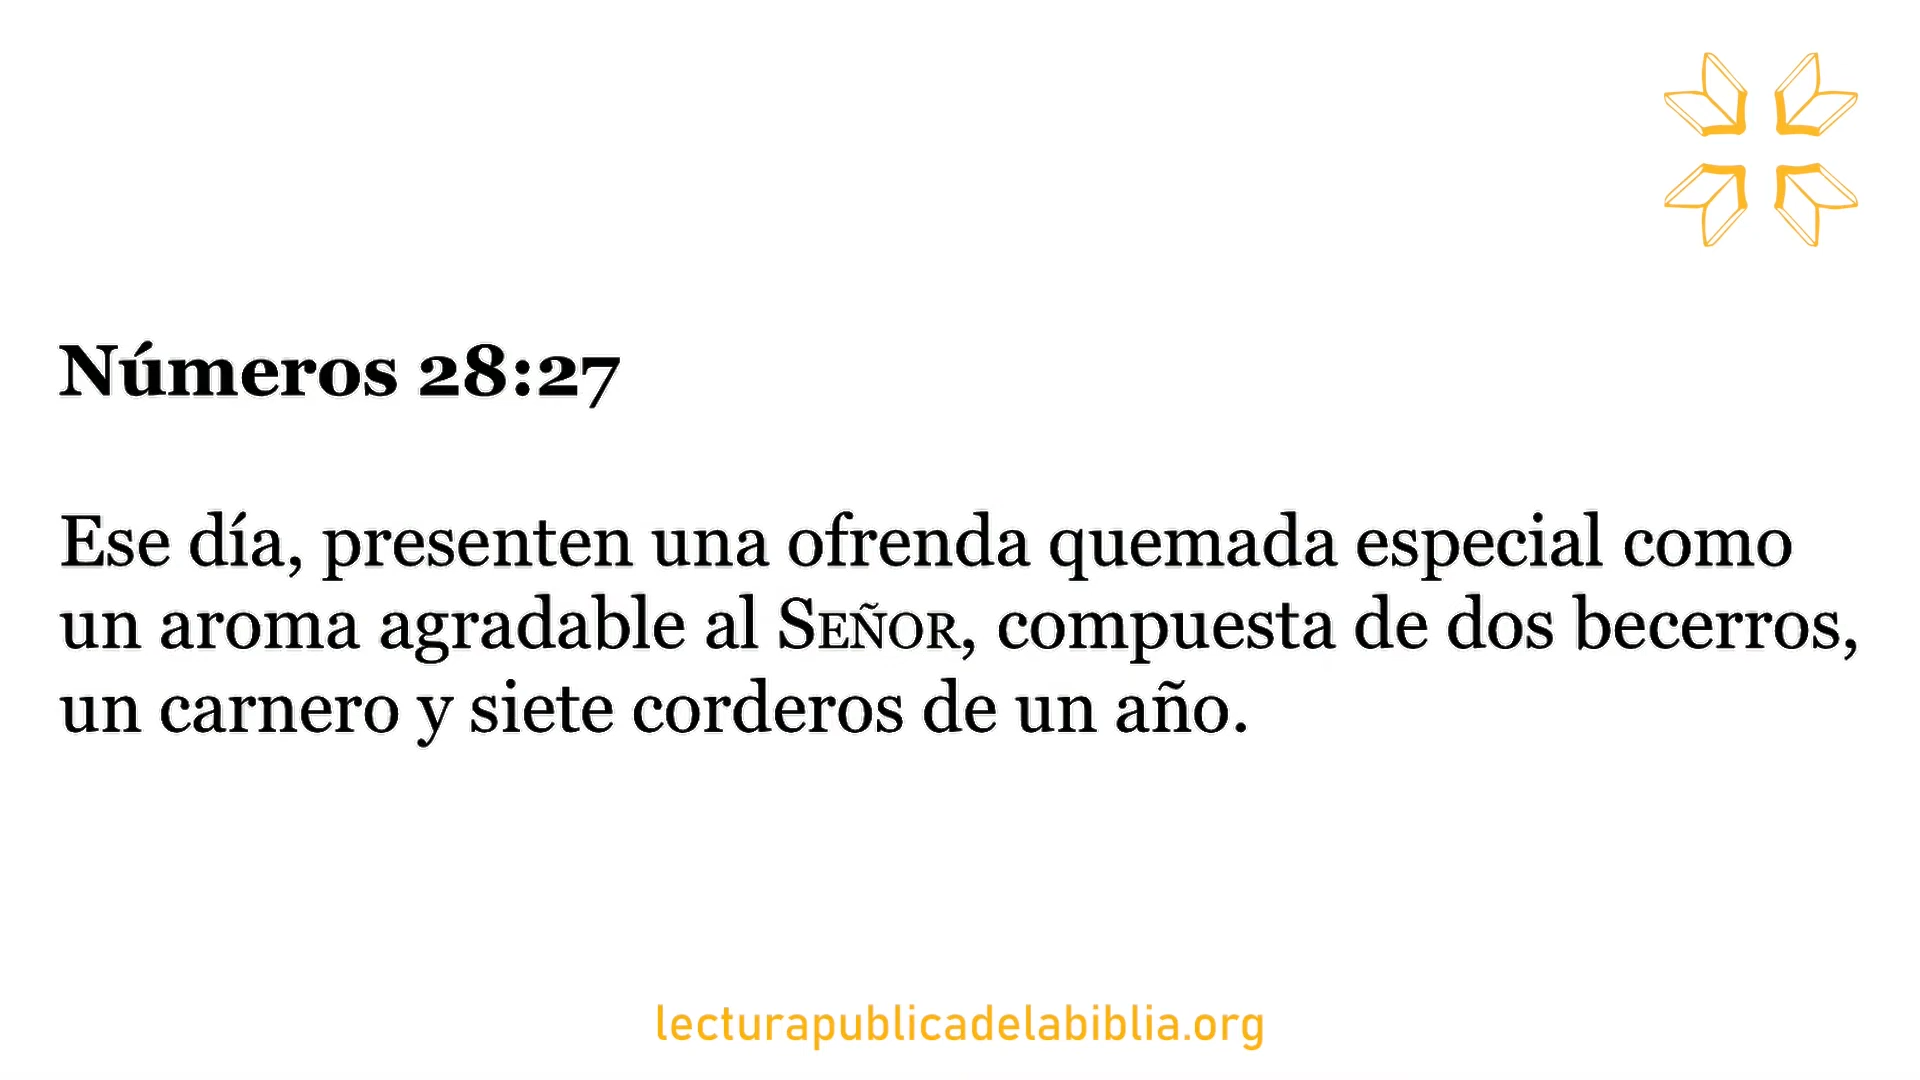 Números 28:27
Ese día, presenten una ofrenda quemada especial como
un aroma agradable al SEÑOR, compuesta de dos becerros,
un carnero y siete corderos de un año.
lecturapublicadelabiblia.org